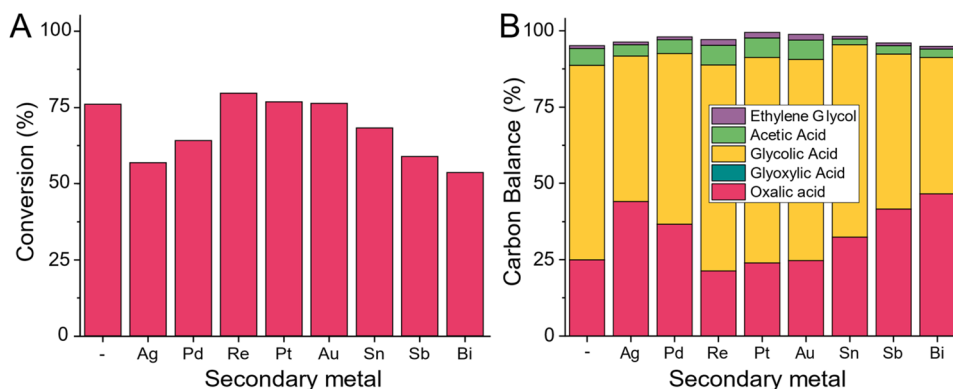 A
B
Conversion (%)
100
75
50
25
0
- Ag Pd Re Pt Au Sn Sb Bi
Secondary metal
Carbon Balance (%)
100
75
50
25
0
Ethylene Glycol
Acetic Acid
Glycolic Acid
Glyoxylic Acid
Oxalic acid
- Ag Pd Re Pt Au Sn Sb Bi
Secondary metal